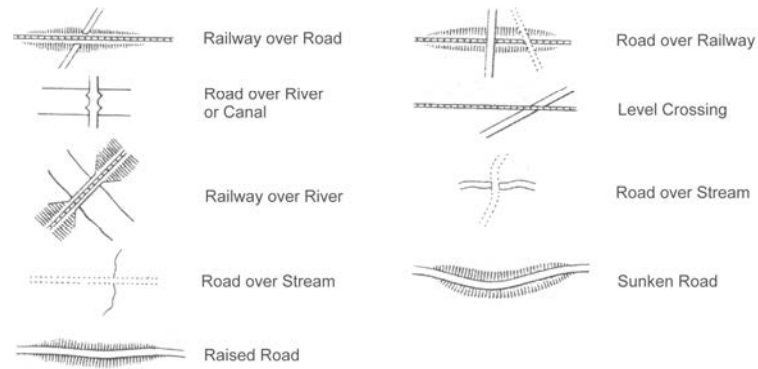 Railway over Road
Road over Railway
Road over River
or Canal
Level Crossing
Railway over River
Road over Stream
Road over Stream
Sunken Road
Raised Road